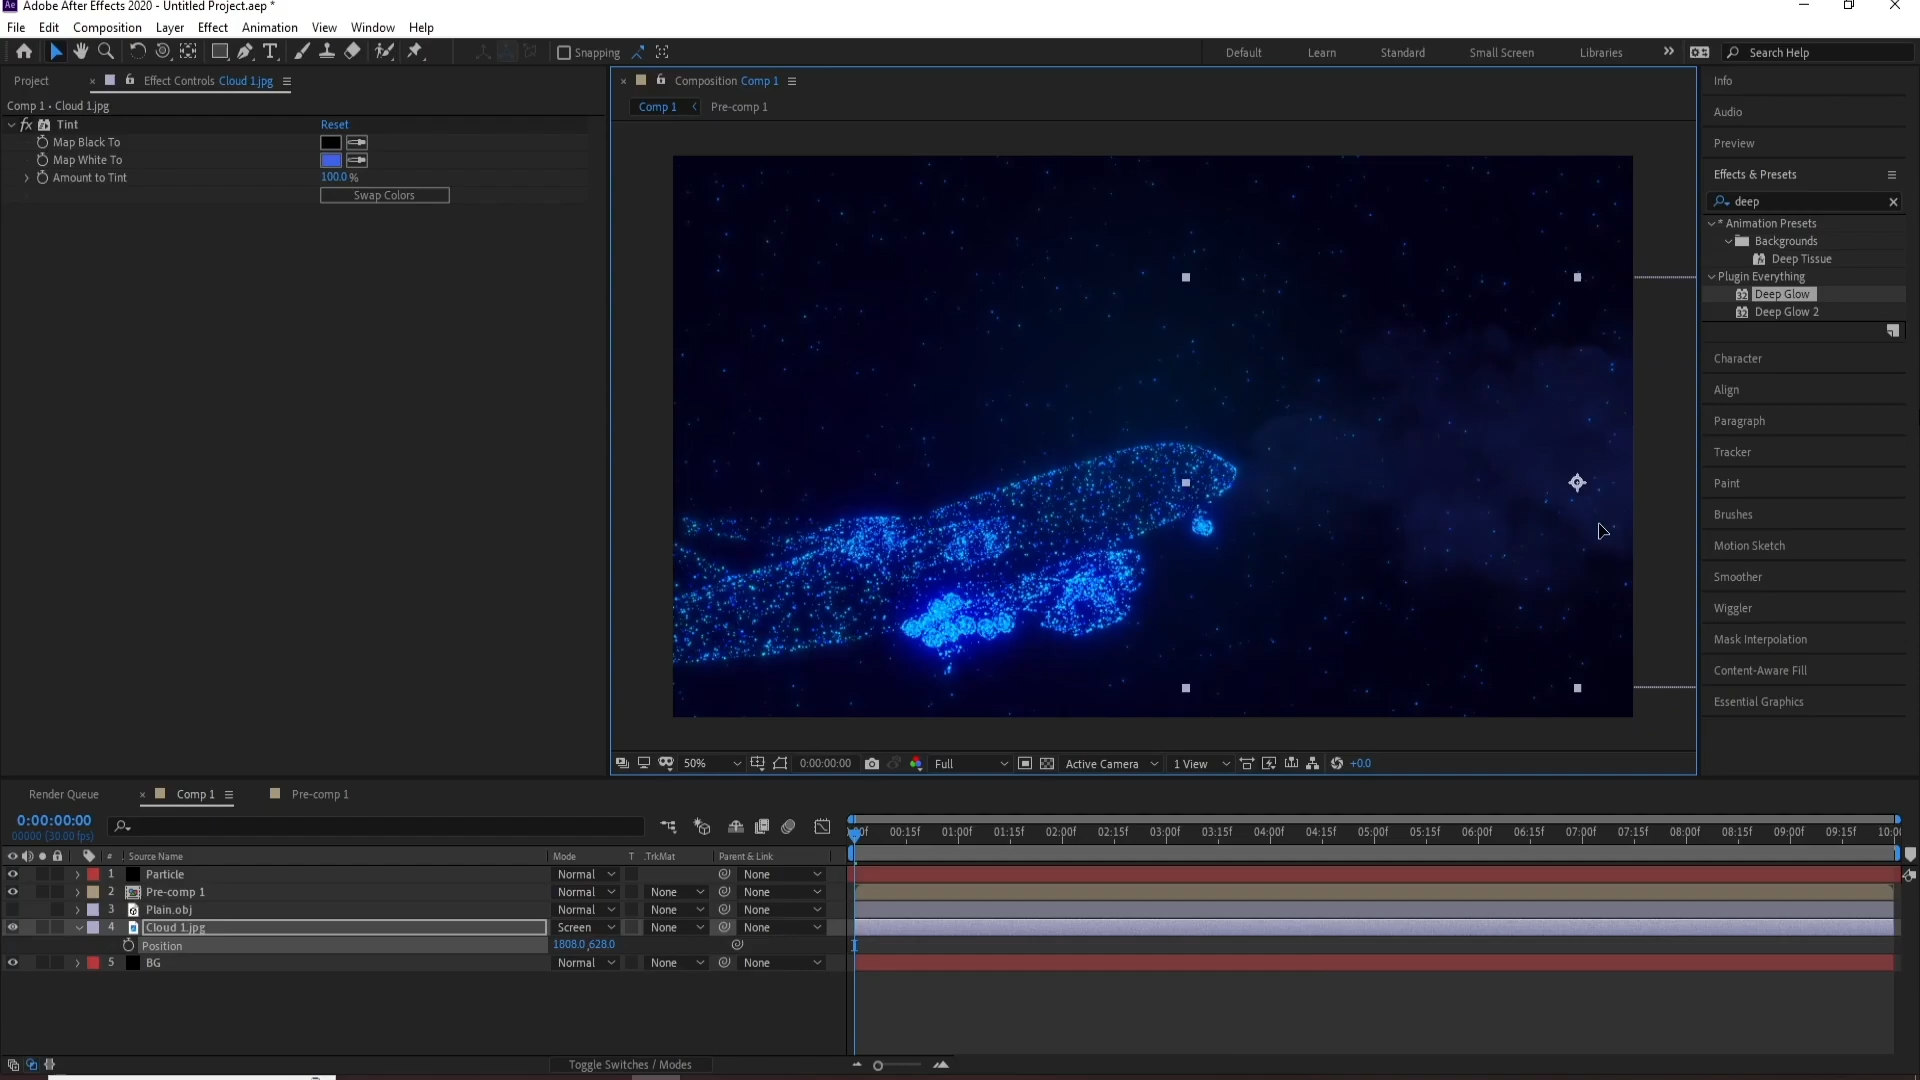 Adobe After Effects 2020 - Untitled Project.aep *
File Edit Composition Layer Effect Animation View Window Help
Snapping
Default Learn Standard Small Screen Libraries
Search Help
Project
Effect Controls Cloud 1.jpg
Comp 1 • Cloud 1.jpg
fx Tint Reset
Map Black To
Map White To
Amount to Tint 100.0 %
Swap Colors
Composition Comp 1
Comp 1 Pre-comp 1
50% 0:00:00:00 Full Active Camera 1 View +0.0
Info
Audio
Preview
Effects & Presets
deep
* Animation Presets
Backgrounds
Deep Tissue
Plugin Everything
32 Deep Glow
32 Deep Glow 2
Character
Align
Paragraph
Tracker
Paint
Brushes
Motion Sketch
Smoother
Wiggler
Mask Interpolation
Content-Aware Fill
Essential Graphics
Render Queue Comp 1 Pre-comp 1
0:00:00:00
00000 (30.00 fps)
00:15f 01:00f 01:15f 02:00f 02:15f 03:00f 03:15f 04:00f 04:15f 05:00f 05:15f 06:00f 06:15f 07:00f 07:15f 08:00f 08:15f 09:00f 09:15f
# Source Name Mode T .TrkMat Parent & Link
1 Particle Normal None
2 Pre-comp 1 Normal None None
3 Plain.obj Normal None None
4 Cloud 1.jpg Screen None None
Position 1808.0,628.0
5 BG Normal None None
Toggle Switches / Modes